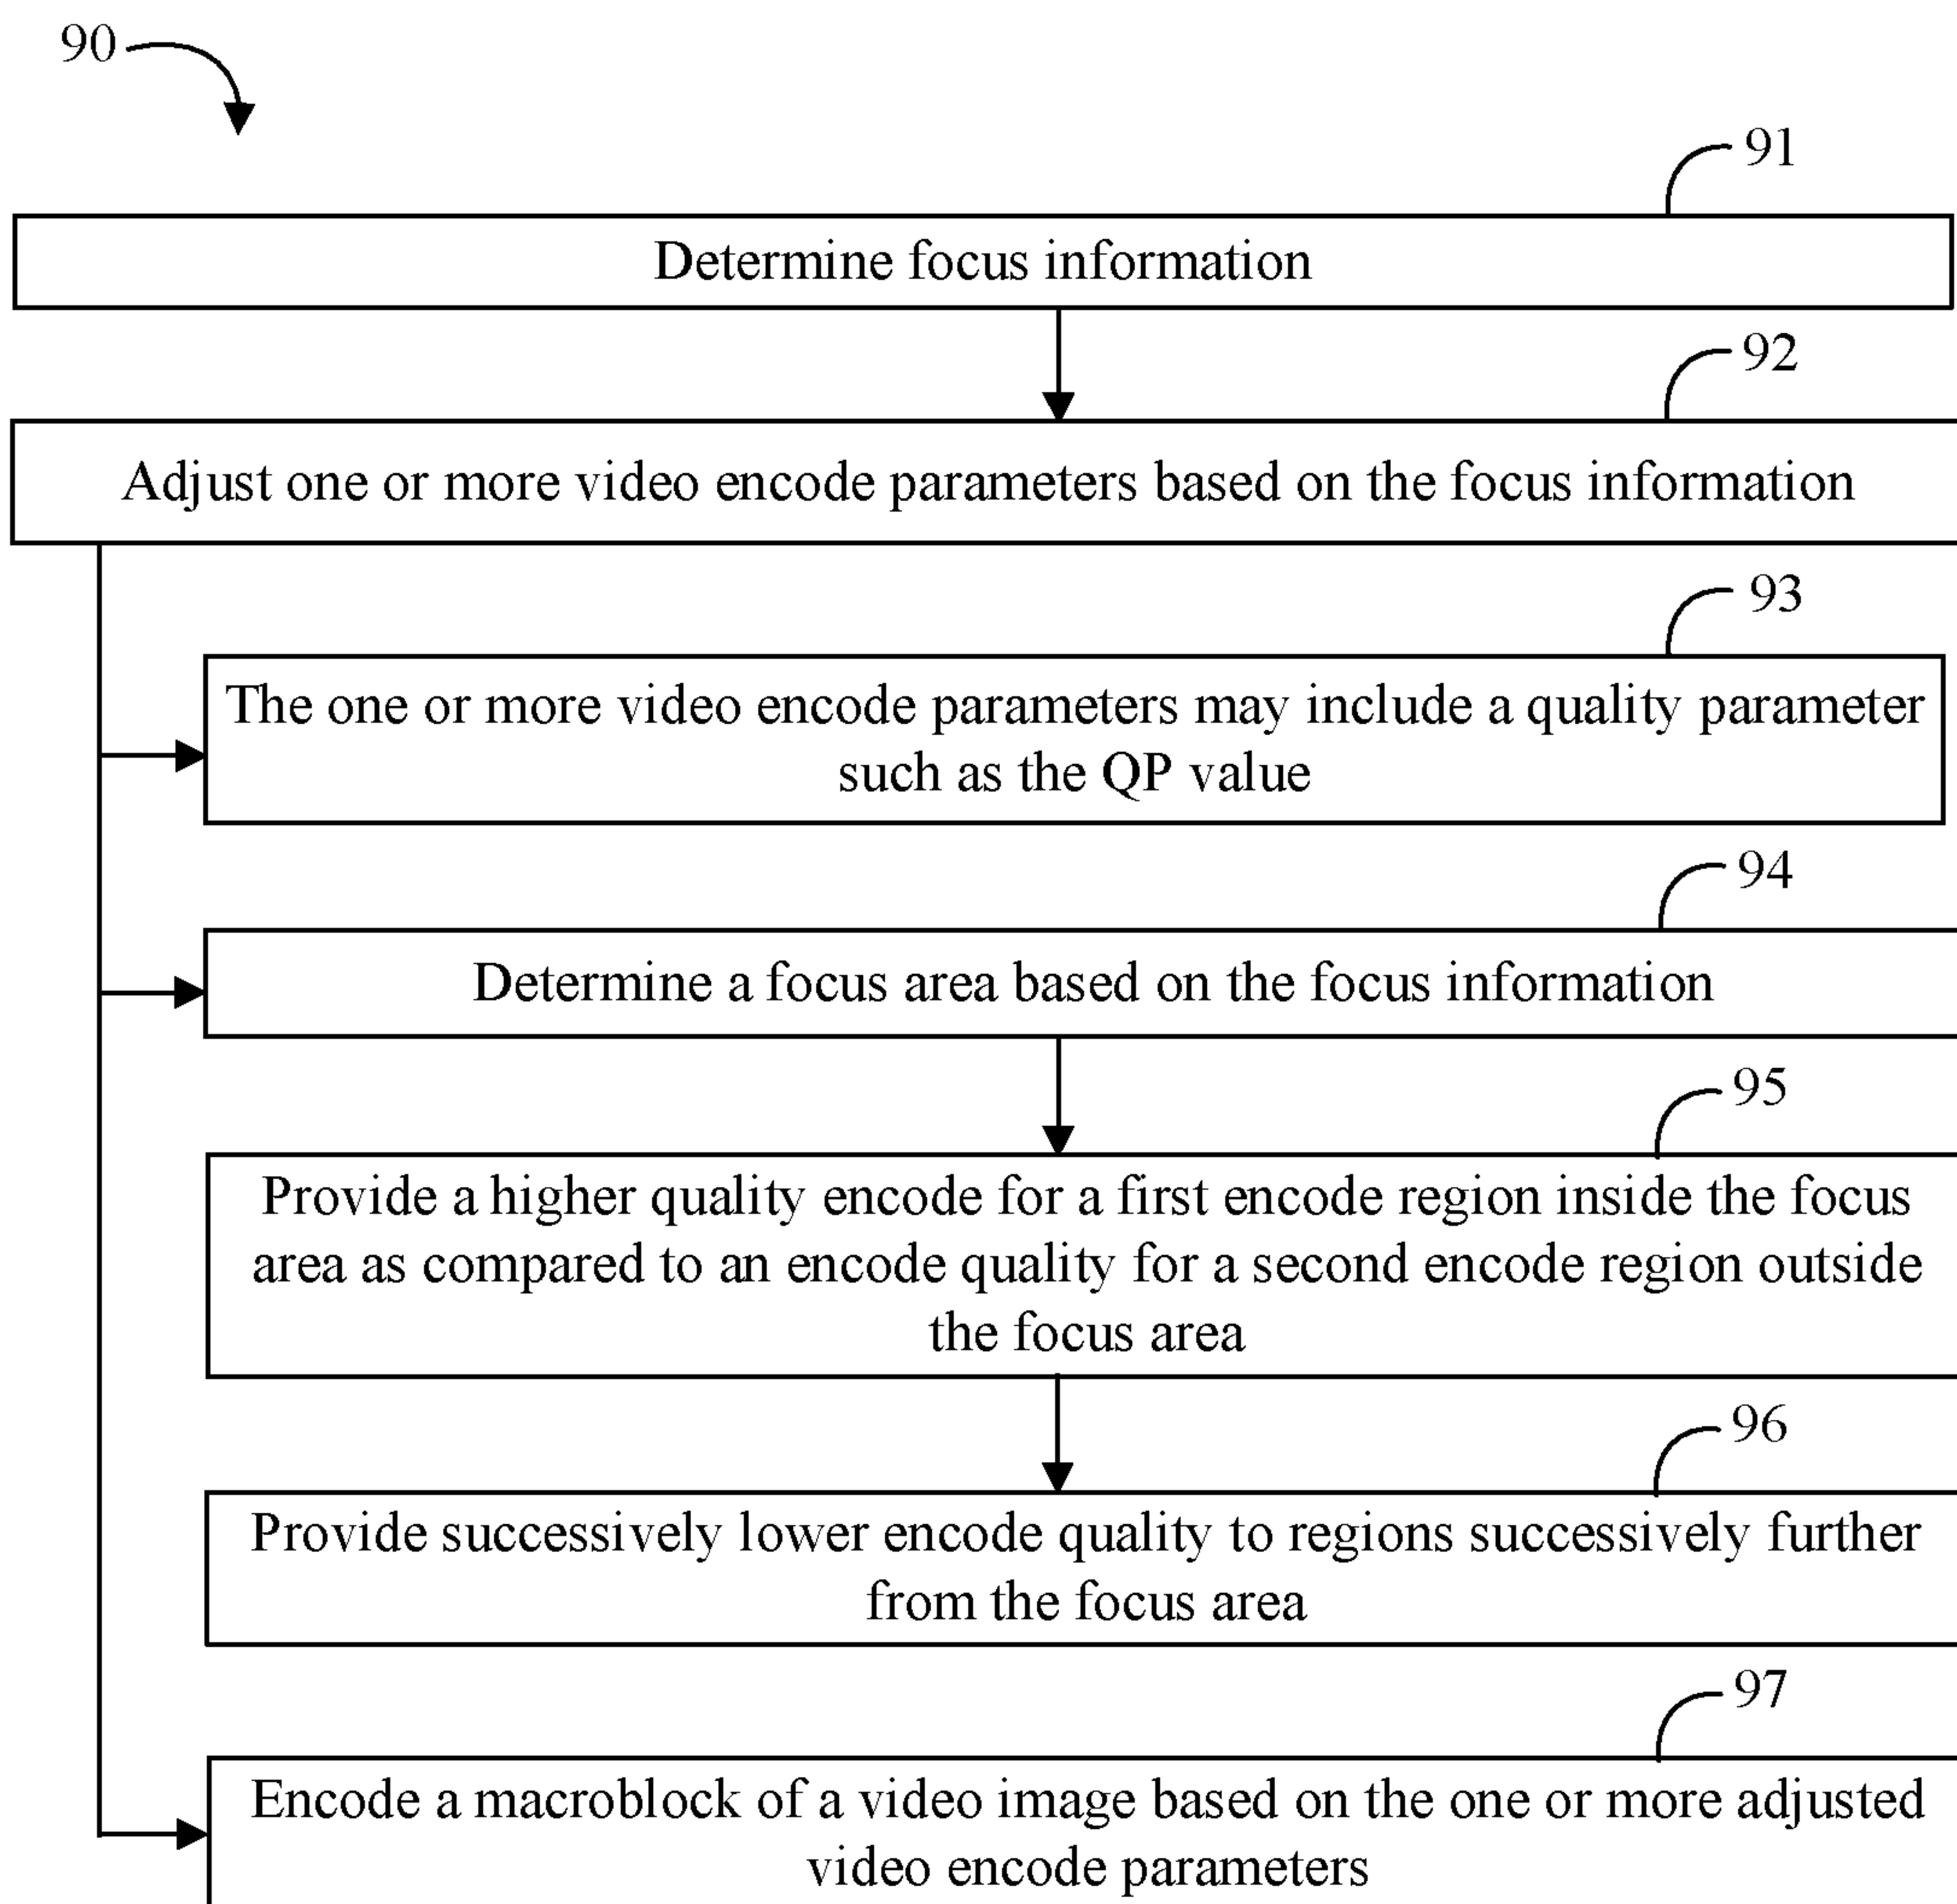 90
91
Determine focus information
92
Adjust one or more video encode parameters based on the focus information
93
The one or more video encode parameters may include a quality parameter
such as the QP value
94
Determine a focus area based on the focus information
95
Provide a higher quality encode for a first encode region inside the focus
area as compared to an encode quality for a second encode region outside
the focus area
96
Provide successively lower encode quality to regions successively further
from the focus area
97
Encode a macroblock of a video image based on the one or more adjusted
video encode parameters